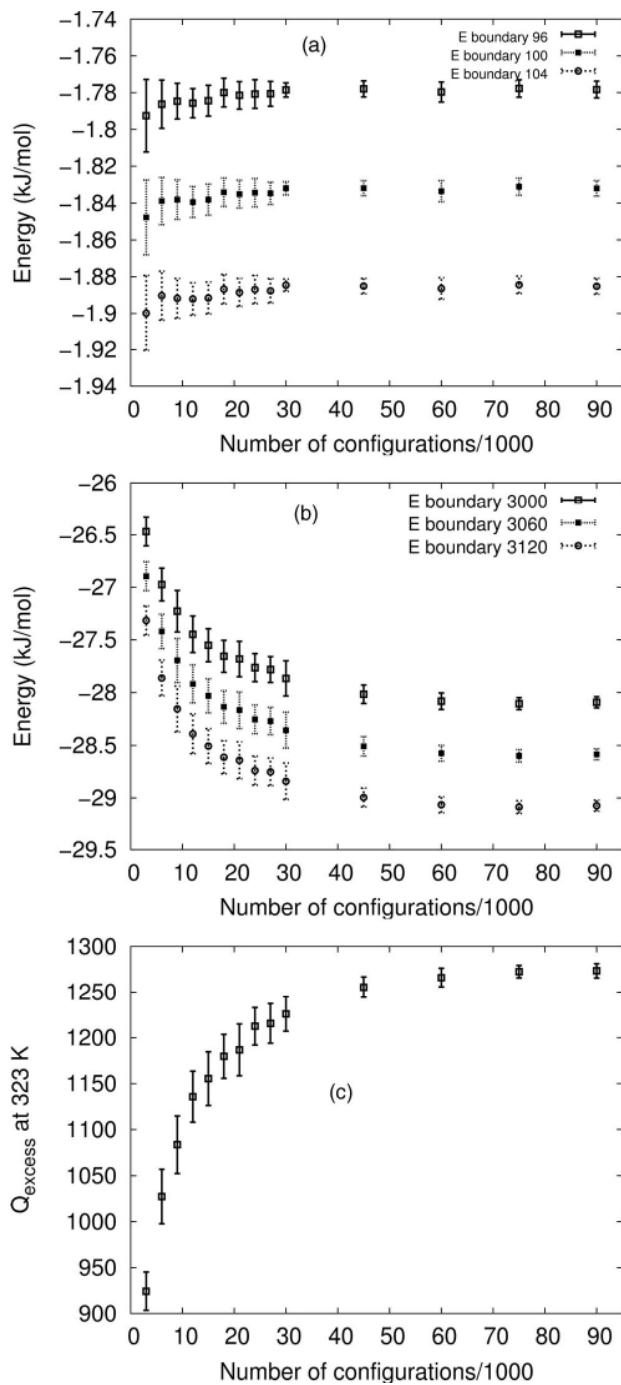 (a)
E boundary 96
E boundary 100
E boundary 104
Energy (kJ/mol)
−1.74
−1.76
−1.78
−1.8
−1.82
−1.84
−1.86
−1.88
−1.9
−1.92
−1.94
0 10 20 30 40 50 60 70 80 90
Number of configurations/1000
(b)
E boundary 3000
E boundary 3060
E boundary 3120
Energy (kJ/mol)
−26
−26.5
−27
−27.5
−28
−28.5
−29
−29.5
0 10 20 30 40 50 60 70 80 90
Number of configurations/1000
(c)
Qexcess at 323 K
1300
1250
1200
1150
1100
1050
1000
950
900
0 10 20 30 40 50 60 70 80 90
Number of configurations/1000